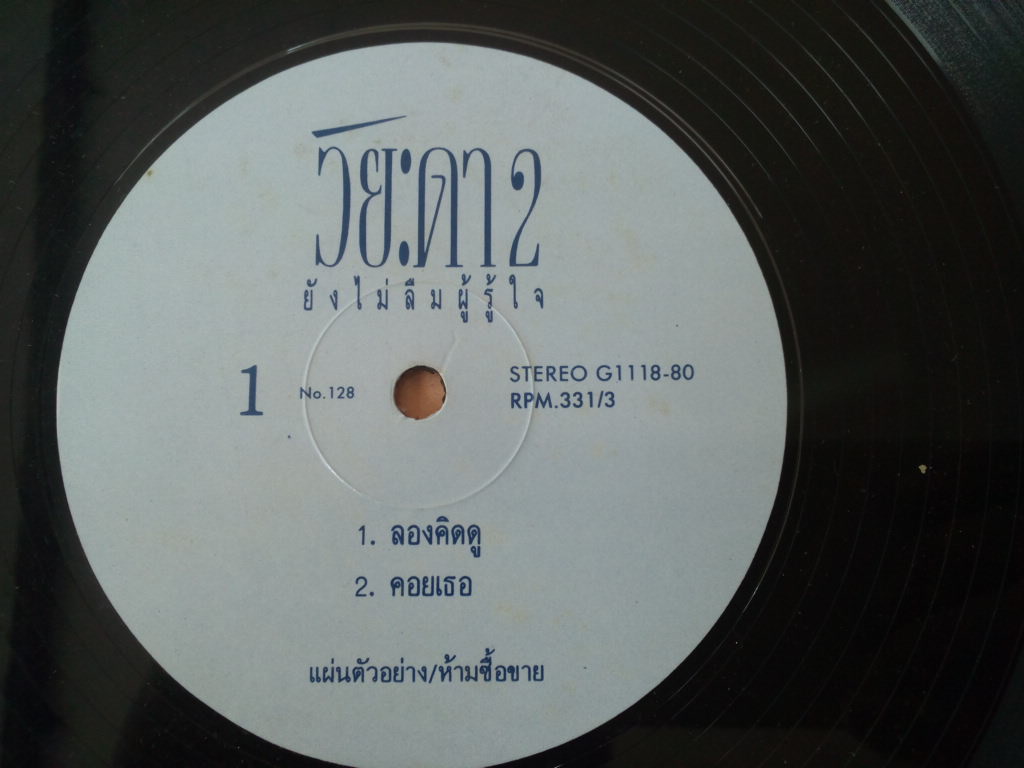 วิยะดา 2
ยังไม่ลืมผู้รู้ใจ
1 No.128
STEREO G1118-80
RPM.331/3
1. ลองคิดดู
2. คอยเธอ
แผ่นตัวอย่าง/ห้ามซื้อขาย